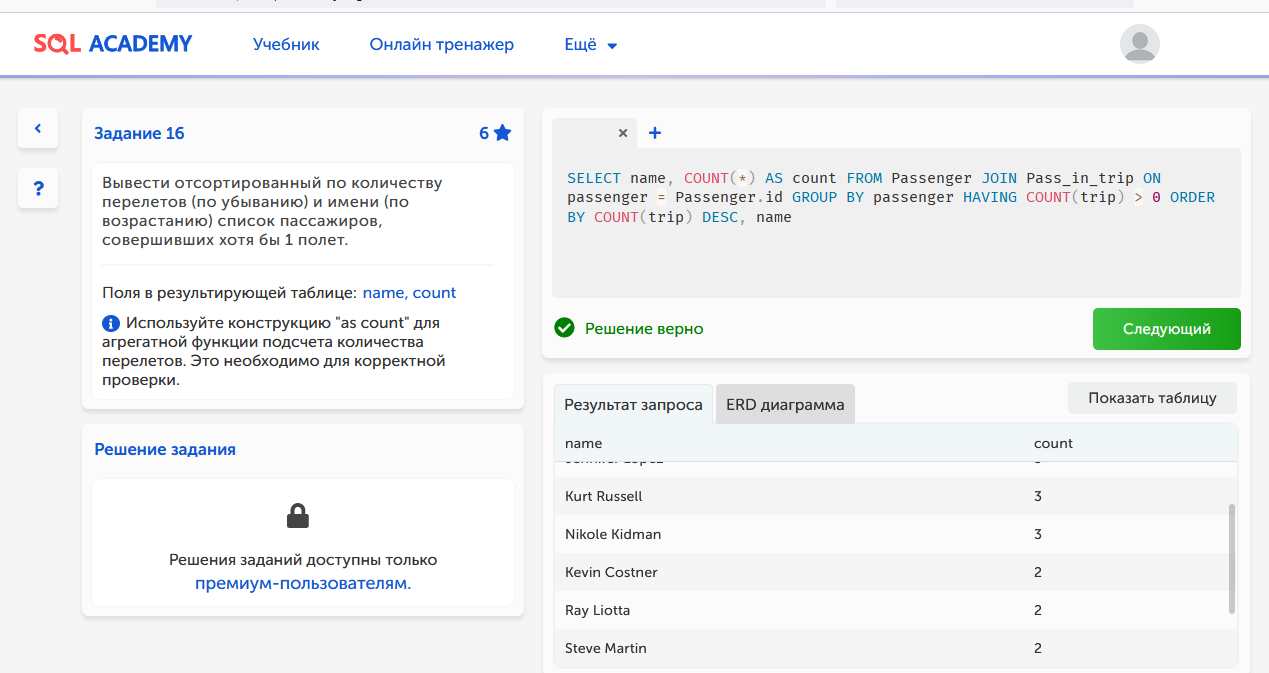 SQL ACADEMY
Учебник
Онлайн тренажер
Ещё
Задание 16
6
?
Вывести отсортированный по количеству
перелетов (по убыванию) и имени (по
возрастанию) список пассажиров,
совершивших хотя бы 1 полет.
Поля в результирующей таблице: name, count
Используйте конструкцию "as count" для
агрегатной функции подсчета количества
перелетов. Это необходимо для корректной
проверки.
Решение задания
Решения заданий доступны только
премиум-пользователям.
SELECT name, COUNT(*) AS count FROM Passenger JOIN Pass_in_trip ON
passenger = Passenger.id GROUP BY passenger HAVING COUNT(trip) > 0 ORDER
BY COUNT(trip) DESC, name
Решение верно
Следующий
Результат запроса
ERD диаграмма
Показать таблицу
name count
Kurt Russell 3
Nikole Kidman 3
Kevin Costner 2
Ray Liotta 2
Steve Martin 2